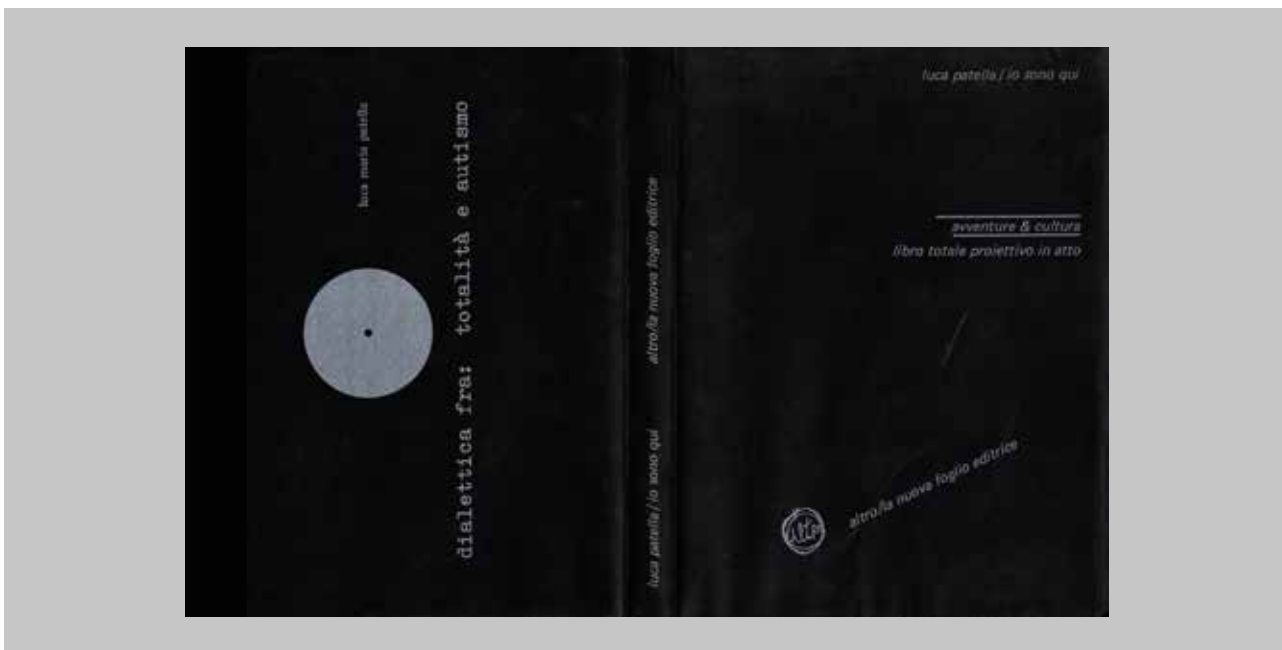 luca maria patella
dialettica fra: totalità e autismo
luca patella / io sono qui
altro/la nuova foglio editrice
luca patella / io sono qui
avventure & cultura
libro totale proiettivo in atto
altro
altro/la nuova foglio editrice